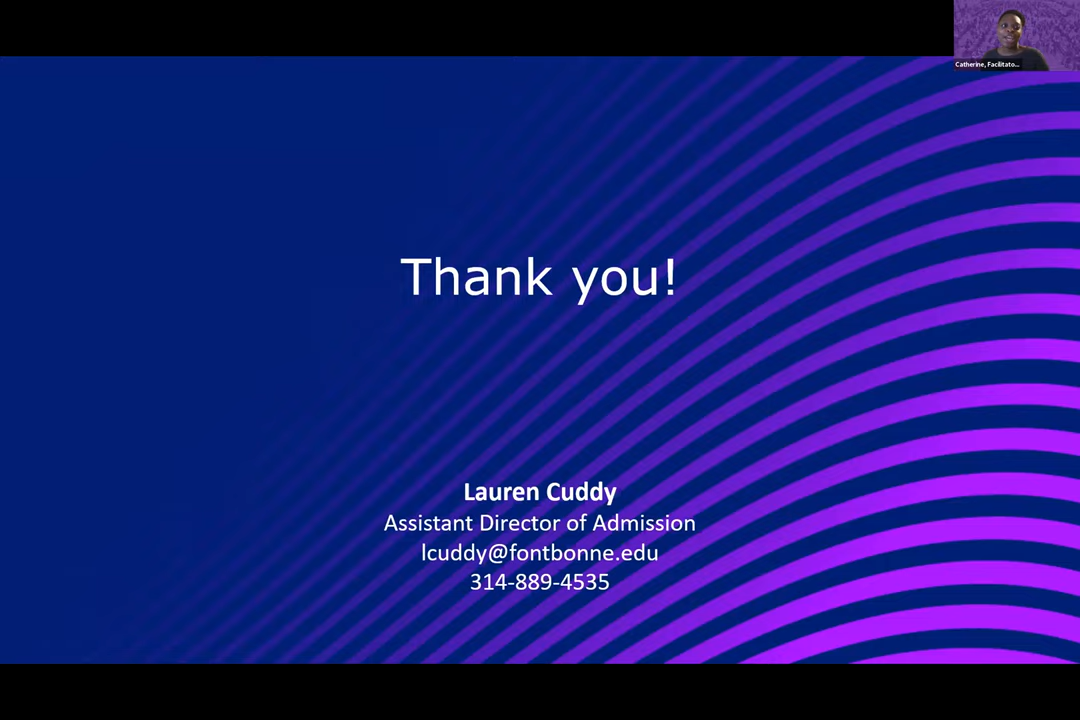 Catherine, Facilitato...
Thank you!
Lauren Cuddy
Assistant Director of Admission
lcuddy@fontbonne.edu
314-889-4535